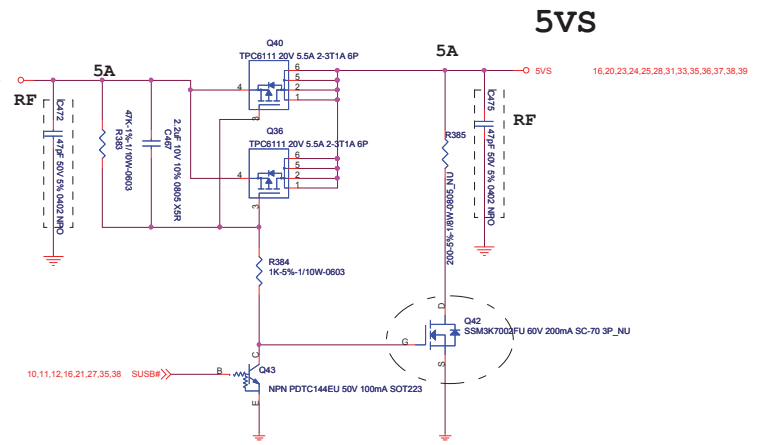 5VS
Q40
TPC6111 20V 5.5A 2-3T1A 6P
5A
5A
6
5
2
1
4
3
5VS
16,20,23,24,25,28,31,33,35,36,37,38,39
RF
C472
47pF 50V 5% 0402 NPO
47K-1%-1/10W-0603
R383
2.2uF 10V 10% 0805 X5R
C467
Q36
TPC6111 20V 5.5A 2-3T1A 6P
6
5
2
1
4
3
R385
200-5%-1/8W-0805_NU
C475
47pF 50V 5% 0402 NPO
RF
R384
1K-5%-1/10W-0603
D
Q42
SSM3K7002FU 60V 200mA SC-70 3P_NU
G
S
C
10,11,12,16,21,27,35,38 SUSB#
B
Q43
NPN PDTC144EU 50V 100mA SOT223
E